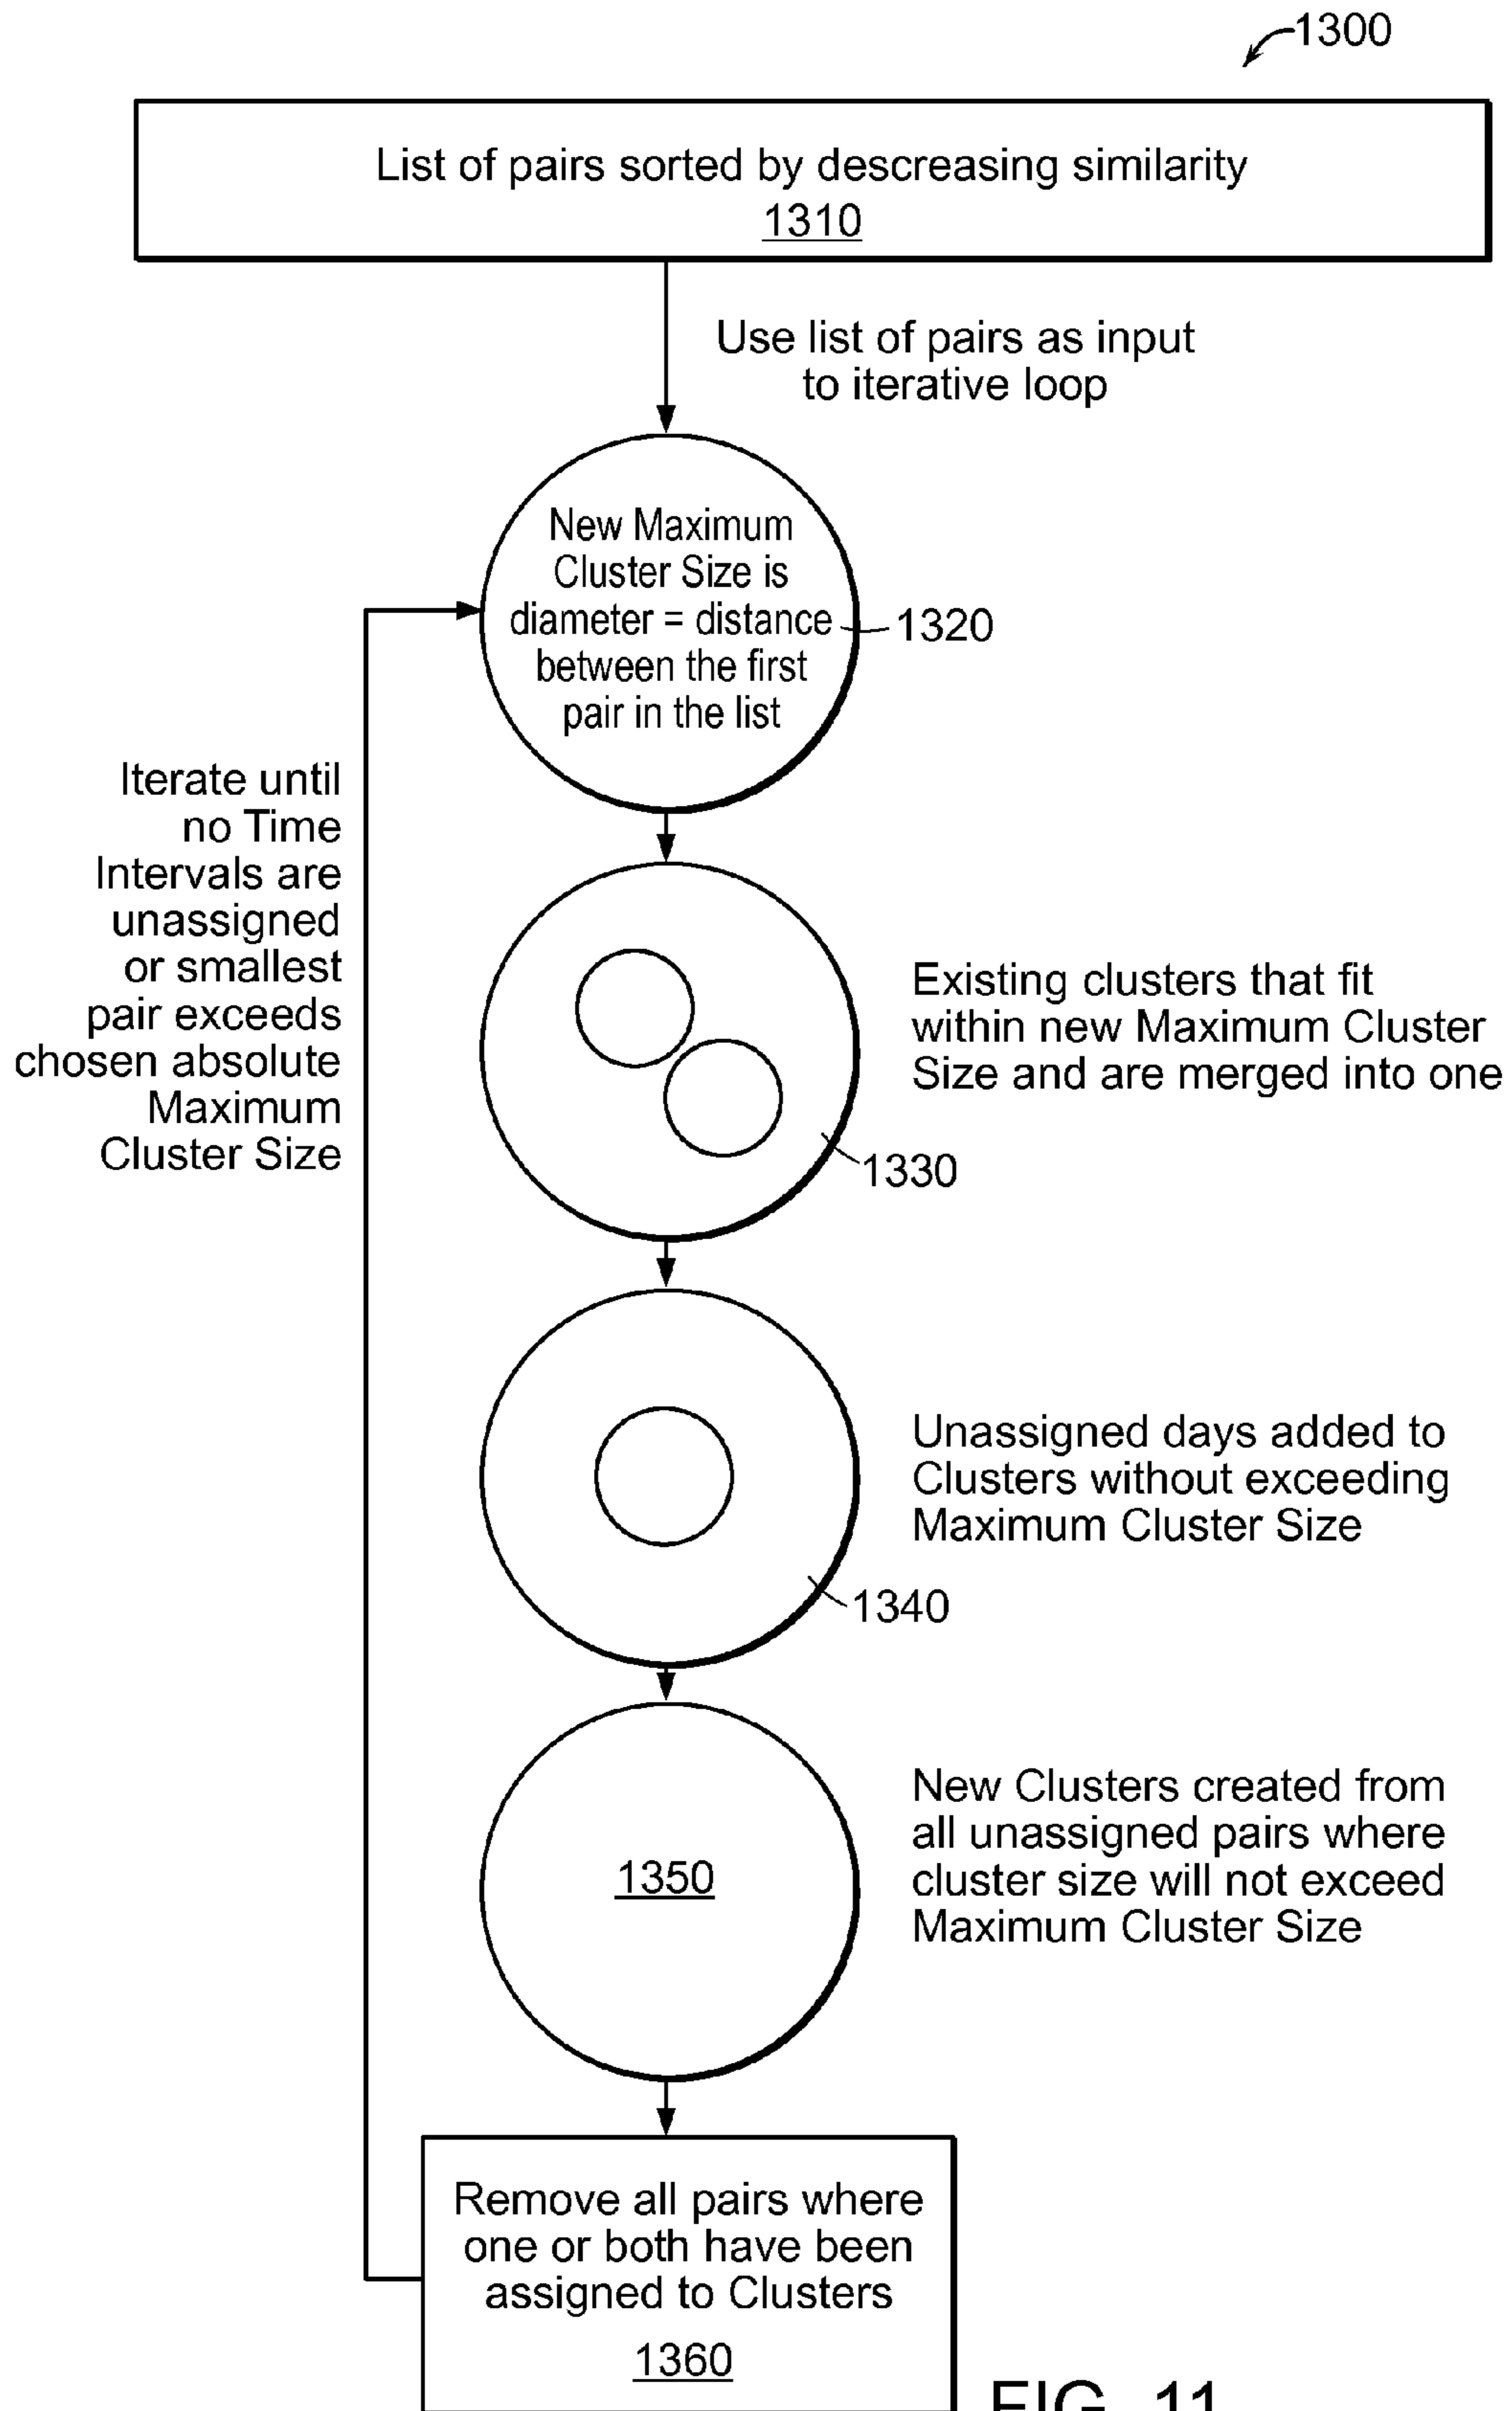 1300
List of pairs sorted by descreasing similarity
1310
Use list of pairs as input
to iterative loop
New Maximum
Cluster Size is
diameter = distance
between the first
pair in the list
1320
Iterate until
no Time
Intervals are
unassigned
or smallest
pair exceeds
chosen absolute
Maximum
Cluster Size
Existing clusters that fit
within new Maximum Cluster
Size and are merged into one
1330
Unassigned days added to
Clusters without exceeding
Maximum Cluster Size
1340
New Clusters created from
all unassigned pairs where
cluster size will not exceed
Maximum Cluster Size
1350
Remove all pairs where
one or both have been
assigned to Clusters
1360
FIG. 11